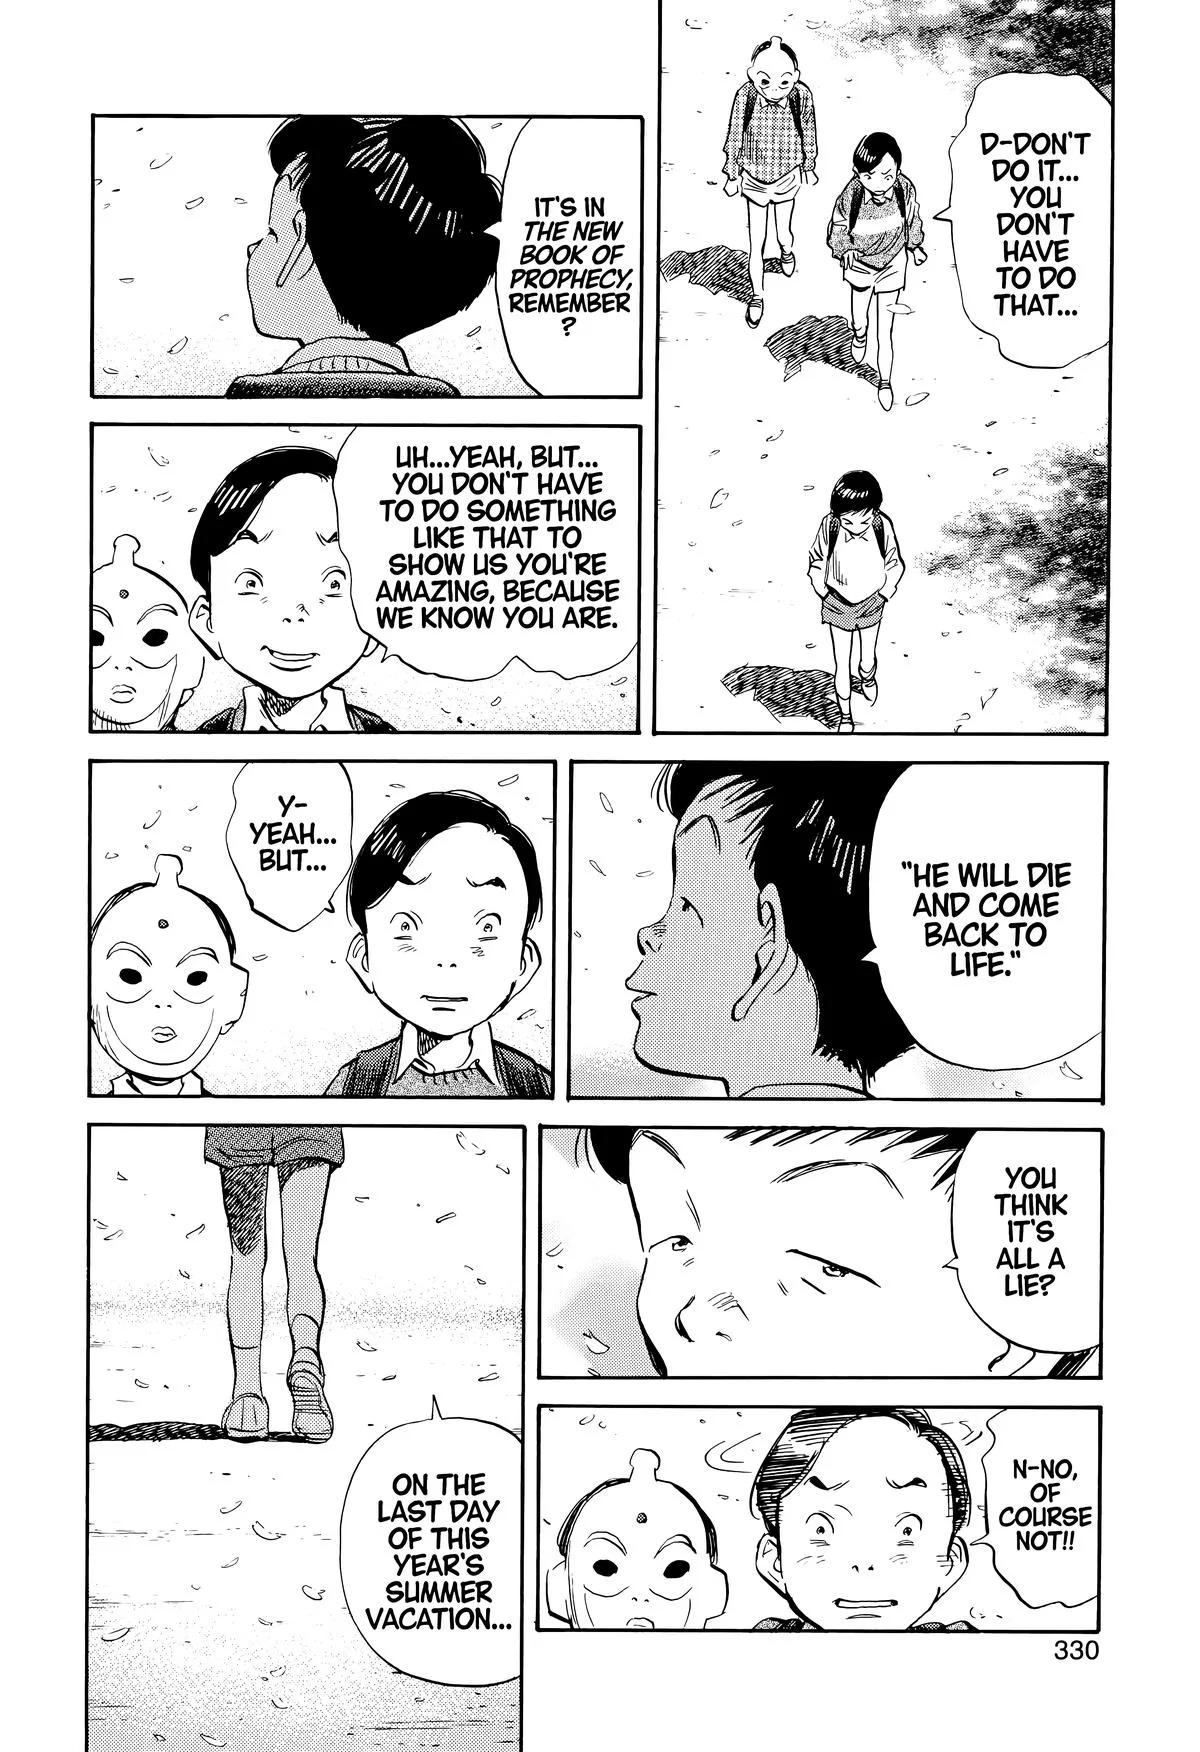 D-DON'T
DO IT...
YOU
DON'T
HAVE
TO DO
THAT...
IT'S IN
THE NEW
BOOK OF
PROPHECY,
REMEMBER
?
UH...YEAH, BUT...
YOU DON'T HAVE
TO DO SOMETHING
LIKE THAT TO
SHOW US YOU'RE
AMAZING, BECAUSE
WE KNOW YOU ARE.
"HE WILL DIE
AND COME
BACK TO
LIFE."
Y-
YEAH...
BUT...
YOU
THINK
IT'S
ALL A
LIE?
N-NO,
OF
COURSE
NOT!!
ON THE
LAST DAY
OF THIS
YEAR'S
SUMMER
VACATION...
330